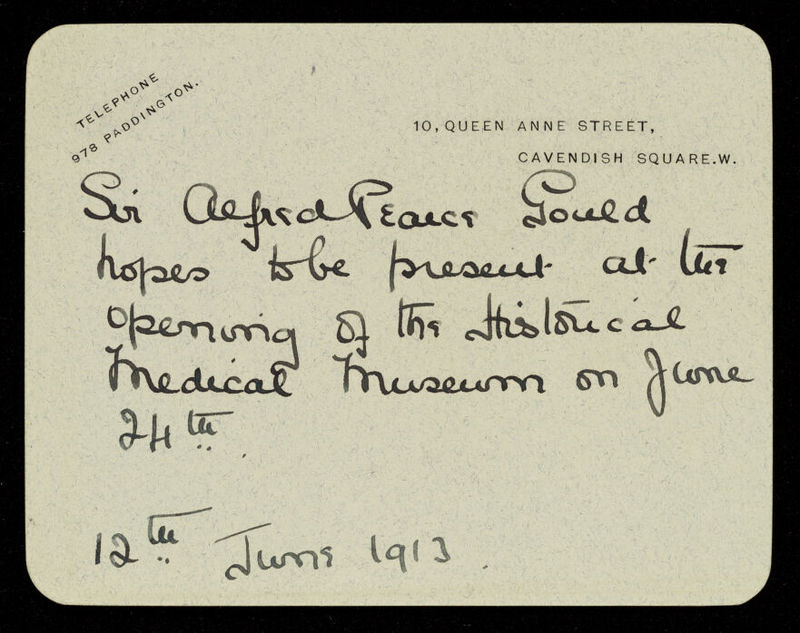 TELEPHONE
978 PADDINGTON.
10, QUEEN ANNE STREET,
CAVENDISH SQUARE.W.
Sir Alfred Pearce Gould
hopes to be present at the
opening of the Historical
Medical Museum on June
24th.
12th June 1913.